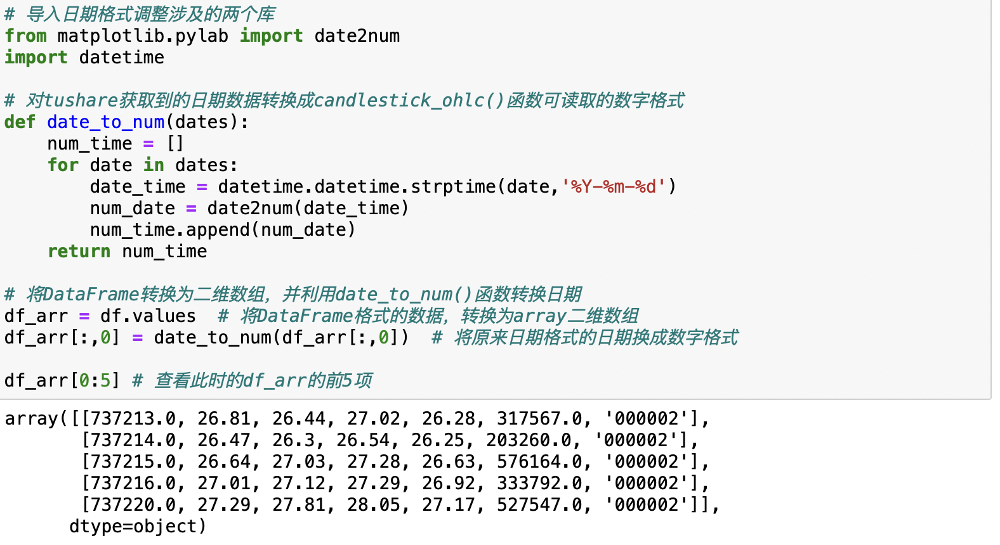 # 导入日期格式调整涉及的两个库
from matplotlib.pylab import date2num
import datetime

# 对tushare获取到的日期数据转换成candlestick_ohlc()函数可读取的数字格式
def date_to_num(dates):
    num_time = []
    for date in dates:
        date_time = datetime.datetime.strptime(date,'%Y-%m-%d')
        num_date = date2num(date_time)
        num_time.append(num_date)
    return num_time

# 将DataFrame转换为二维数组，并利用date_to_num()函数转换日期
df_arr = df.values  # 将DataFrame格式的数据，转换为array二维数组
df_arr[:,0] = date_to_num(df_arr[:,0])  # 将原来日期格式的日期换成数字格式

df_arr[0:5] # 查看此时的df_arr的前5项
array([[737213.0, 26.81, 26.44, 27.02, 26.28, 317567.0, '000002'],
       [737214.0, 26.47, 26.3, 26.54, 26.25, 203260.0, '000002'],
       [737215.0, 26.64, 27.03, 27.28, 26.63, 576164.0, '000002'],
       [737216.0, 27.01, 27.12, 27.29, 26.92, 333792.0, '000002'],
       [737220.0, 27.29, 27.81, 28.05, 27.17, 527547.0, '000002']],
      dtype=object)